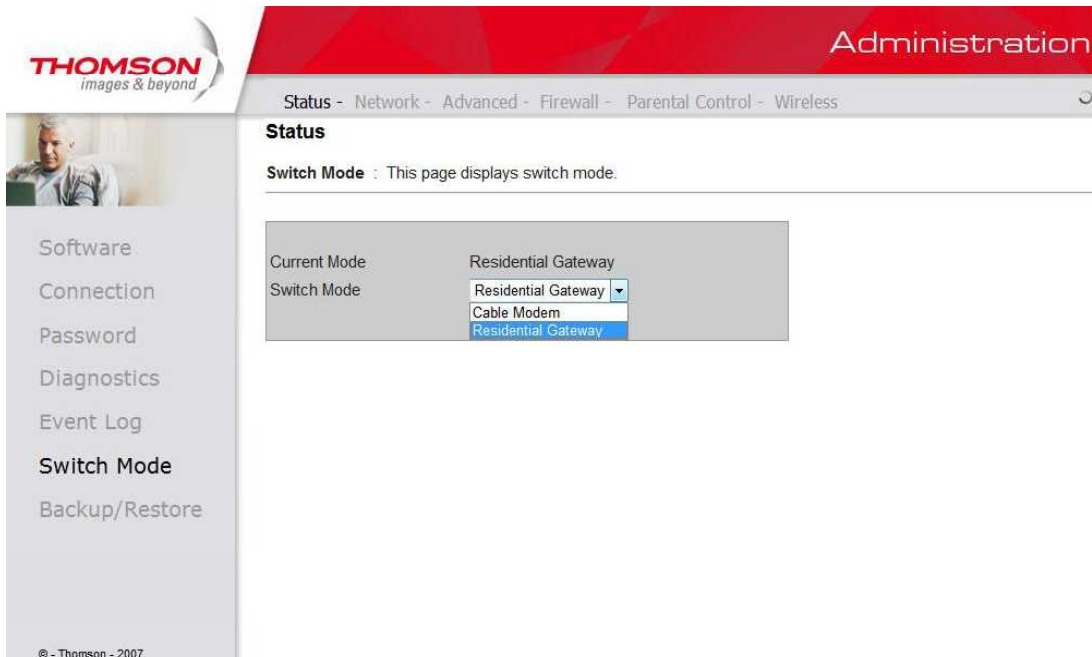 THOMSON
images & beyond
Administration
Status - Network - Advanced - Firewall - Parental Control - Wireless
Status
Switch Mode : This page displays switch mode.
Software
Connection
Password
Diagnostics
Event Log
Switch Mode
Backup/Restore
Current Mode Residential Gateway
Switch Mode Residential Gateway
Cable Modem
Residential Gateway
© - Thomson - 2007